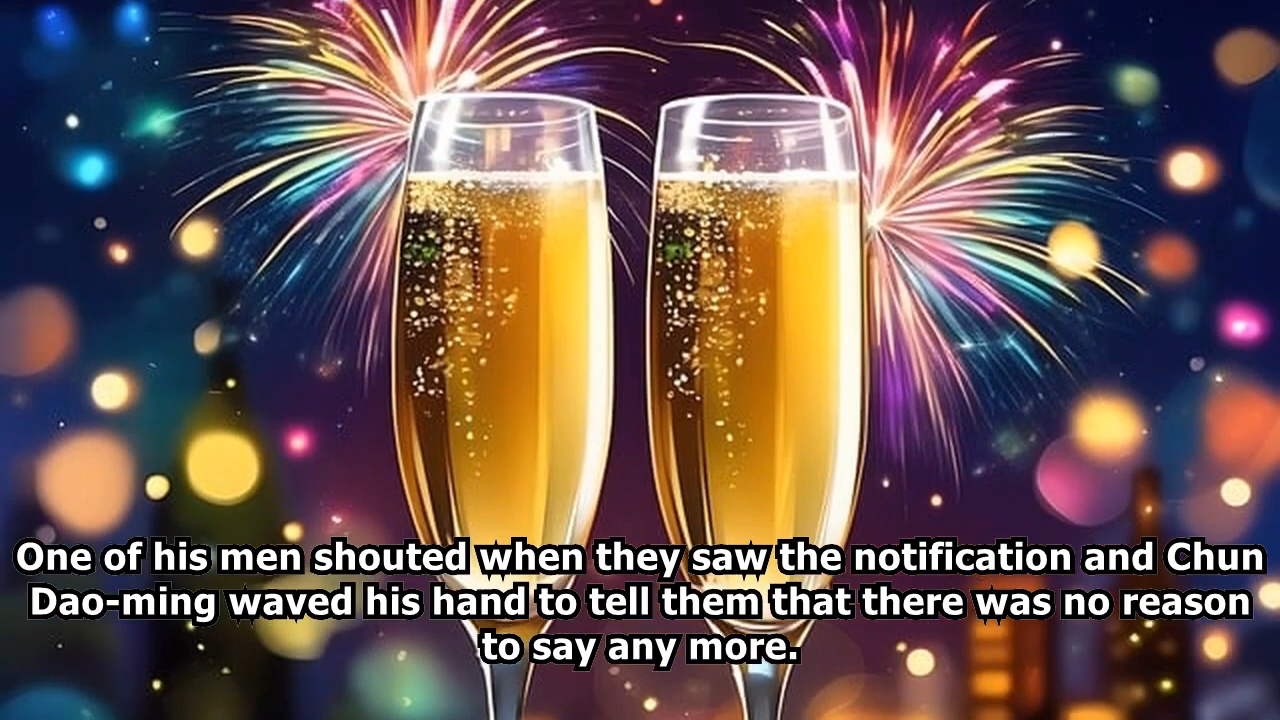 One of his men shouted when they saw the notification and Chun
Dao-ming waved his hand to tell them that there was no reason
to say any more.